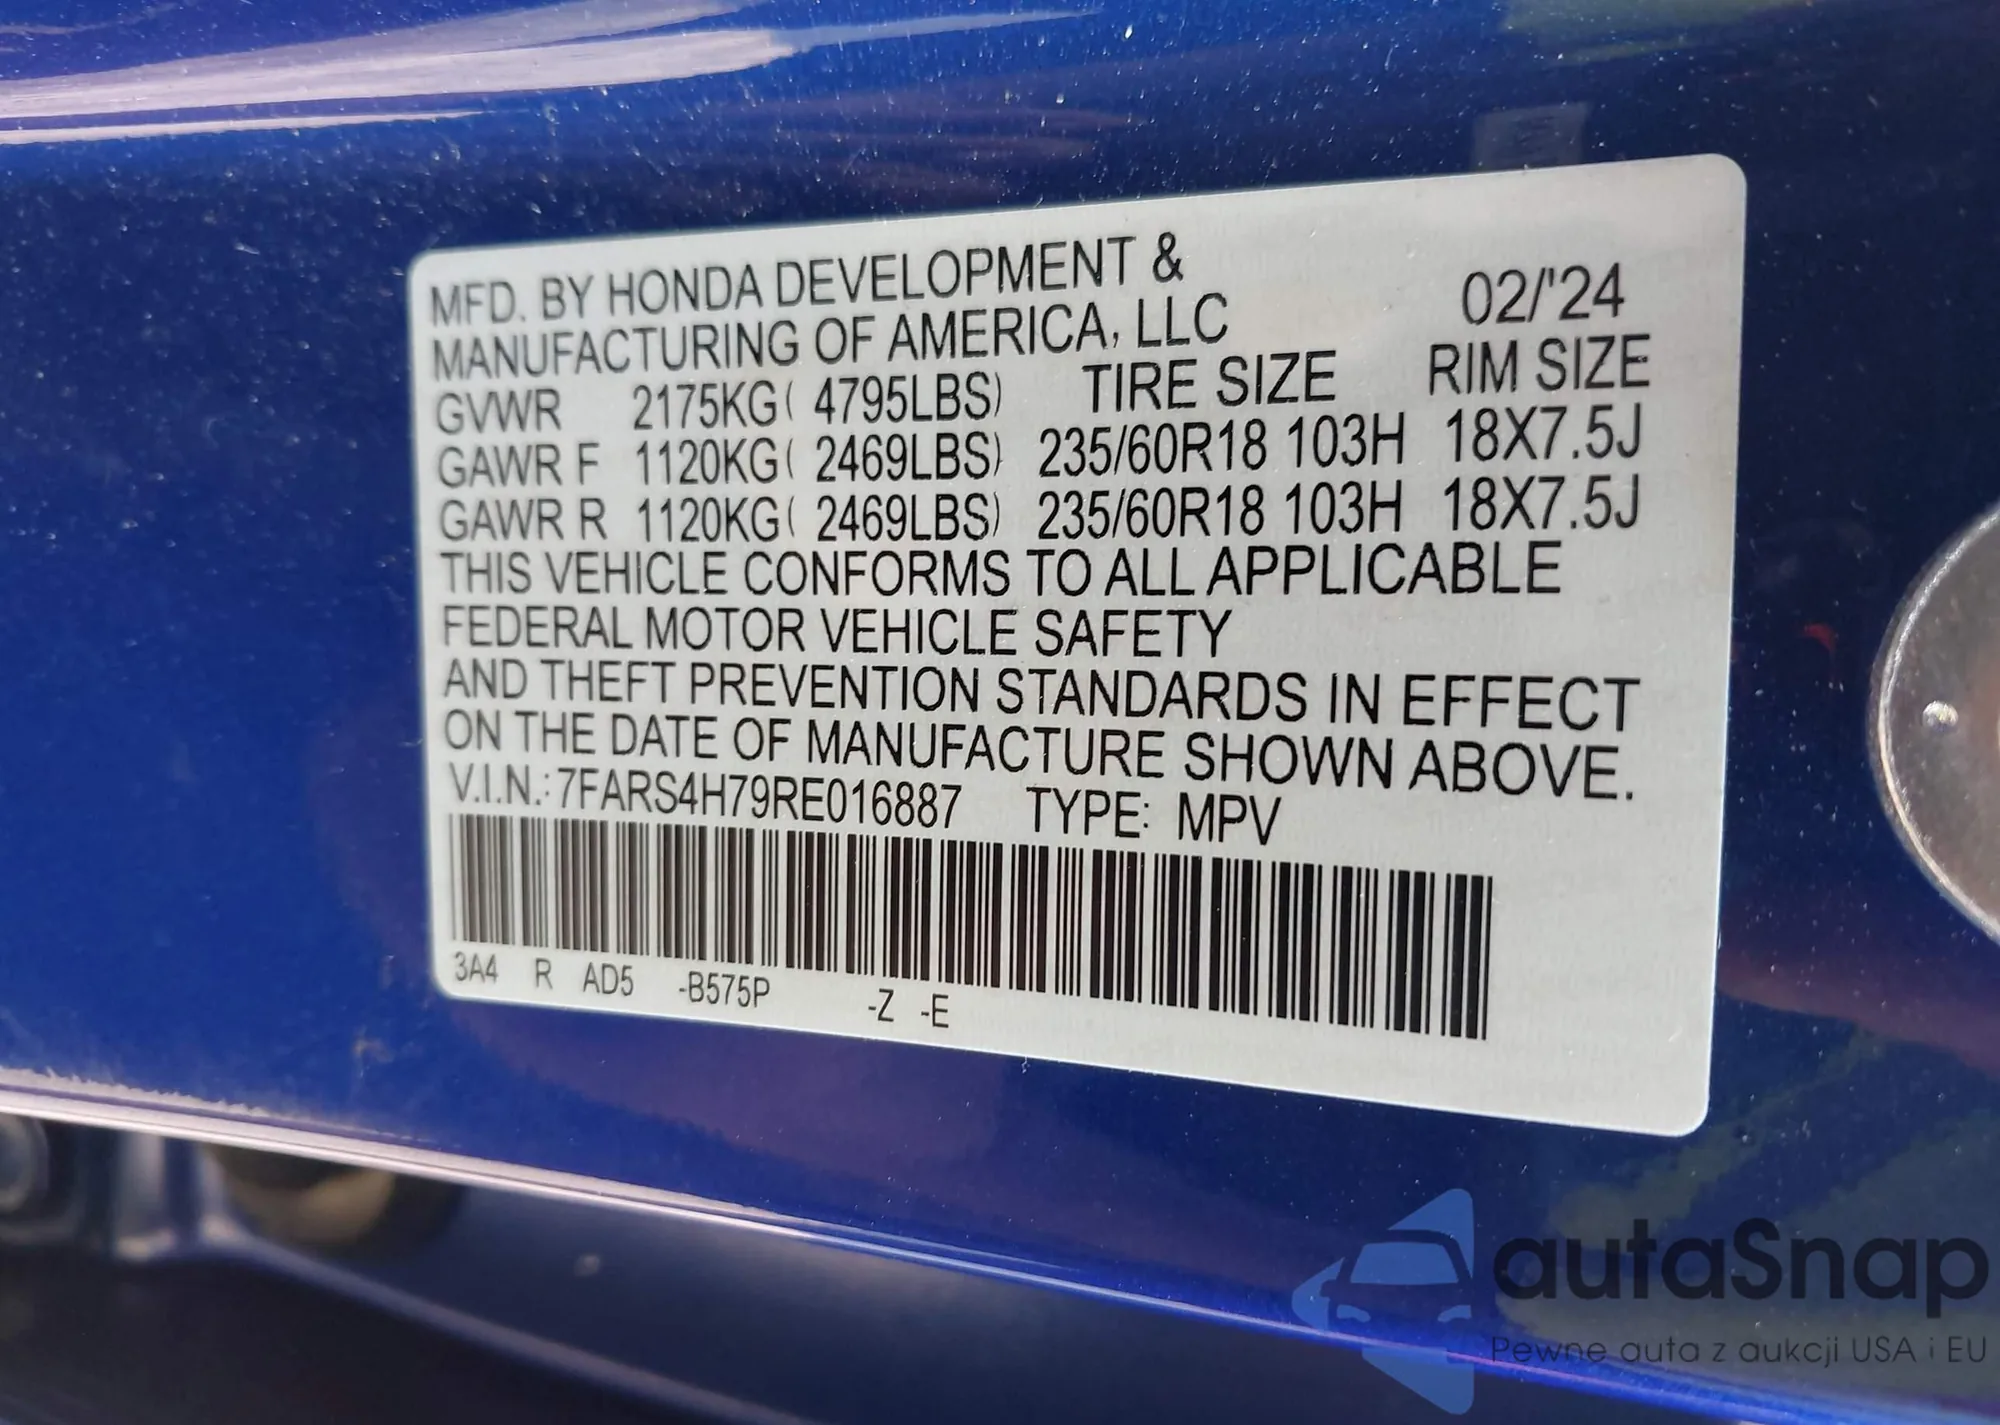 MFD. BY HONDA DEVELOPMENT &
MANUFACTURING OF AMERICA, LLC 02/'24
GVWR 2175KG( 4795LBS) TIRE SIZE RIM SIZE
GAWR F 1120KG( 2469LBS) 235/60R18 103H 18X7.5J
GAWR R 1120KG( 2469LBS) 235/60R18 103H 18X7.5J
THIS VEHICLE CONFORMS TO ALL APPLICABLE
FEDERAL MOTOR VEHICLE SAFETY
AND THEFT PREVENTION STANDARDS IN EFFECT
ON THE DATE OF MANUFACTURE SHOWN ABOVE.
V.I.N.: 7FARS4H79RE016887 TYPE: MPV
3A4 R AD5 -B575P -Z -E
autaSnap
Pewne auta z aukcji USA i EU